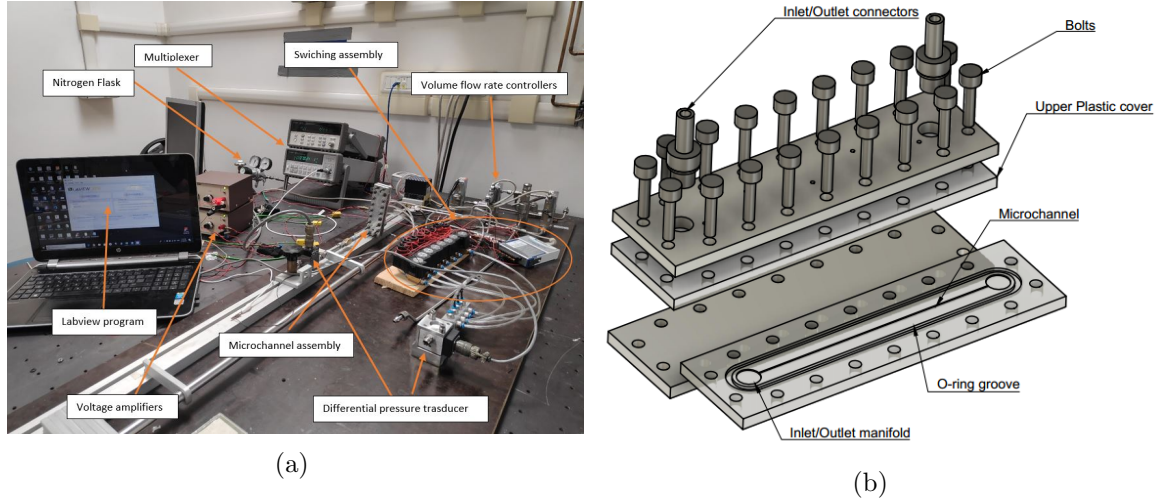 Multiplexer
Swiching assembly
Nitrogen Flask
Volume flow rate controllers
Labview program
Microchannel assembly
Voltage amplifiers
Differential pressure trasducer
(a)
Inlet/Outlet connectors
Bolts
Upper Plastic cover
Microchannel
O-ring groove
Inlet/Outlet manifold
(b)